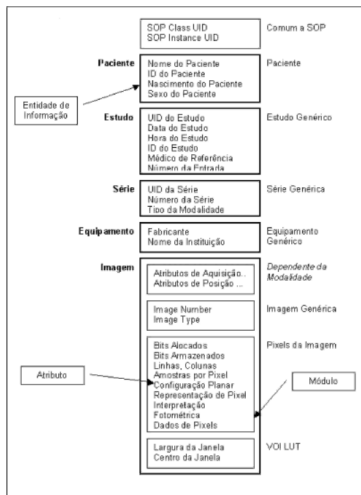 SOP Class UID
SOP Instance UID
Comum a SOP
Paciente
Nome do Paciente
ID do Paciente
Nascimento do Paciente
Sexo do Paciente
Paciente
Entidade de
Informação
Estudo
UID do Estudo
Data do Estudo
Hora do Estudo
ID do Estudo
Médico de Referência
Número da Entrada
Estudo Genérico
Série
UID da Série
Número da Série
Tipo da Modalidade
Série Genérica
Equipamento
Fabricante
Nome da Instituição
Equipamento
Genérico
Imagem
Atributos de Aquisição...
Atributos de Posição ...
Dependente da
Modalidade
Image Number
Image Type
Imagem Genérica
Bits Alocados
Bits Armazenados
Linhas, Colunas
Amostras por Pixel
Configuração Planar
Representação de Pixel
Interpretação
Fotométrica
Dados de Pixels
Pixels da Imagem
Atributo
Módulo
Largura da Janela
Centro da Janela
VOI LUT